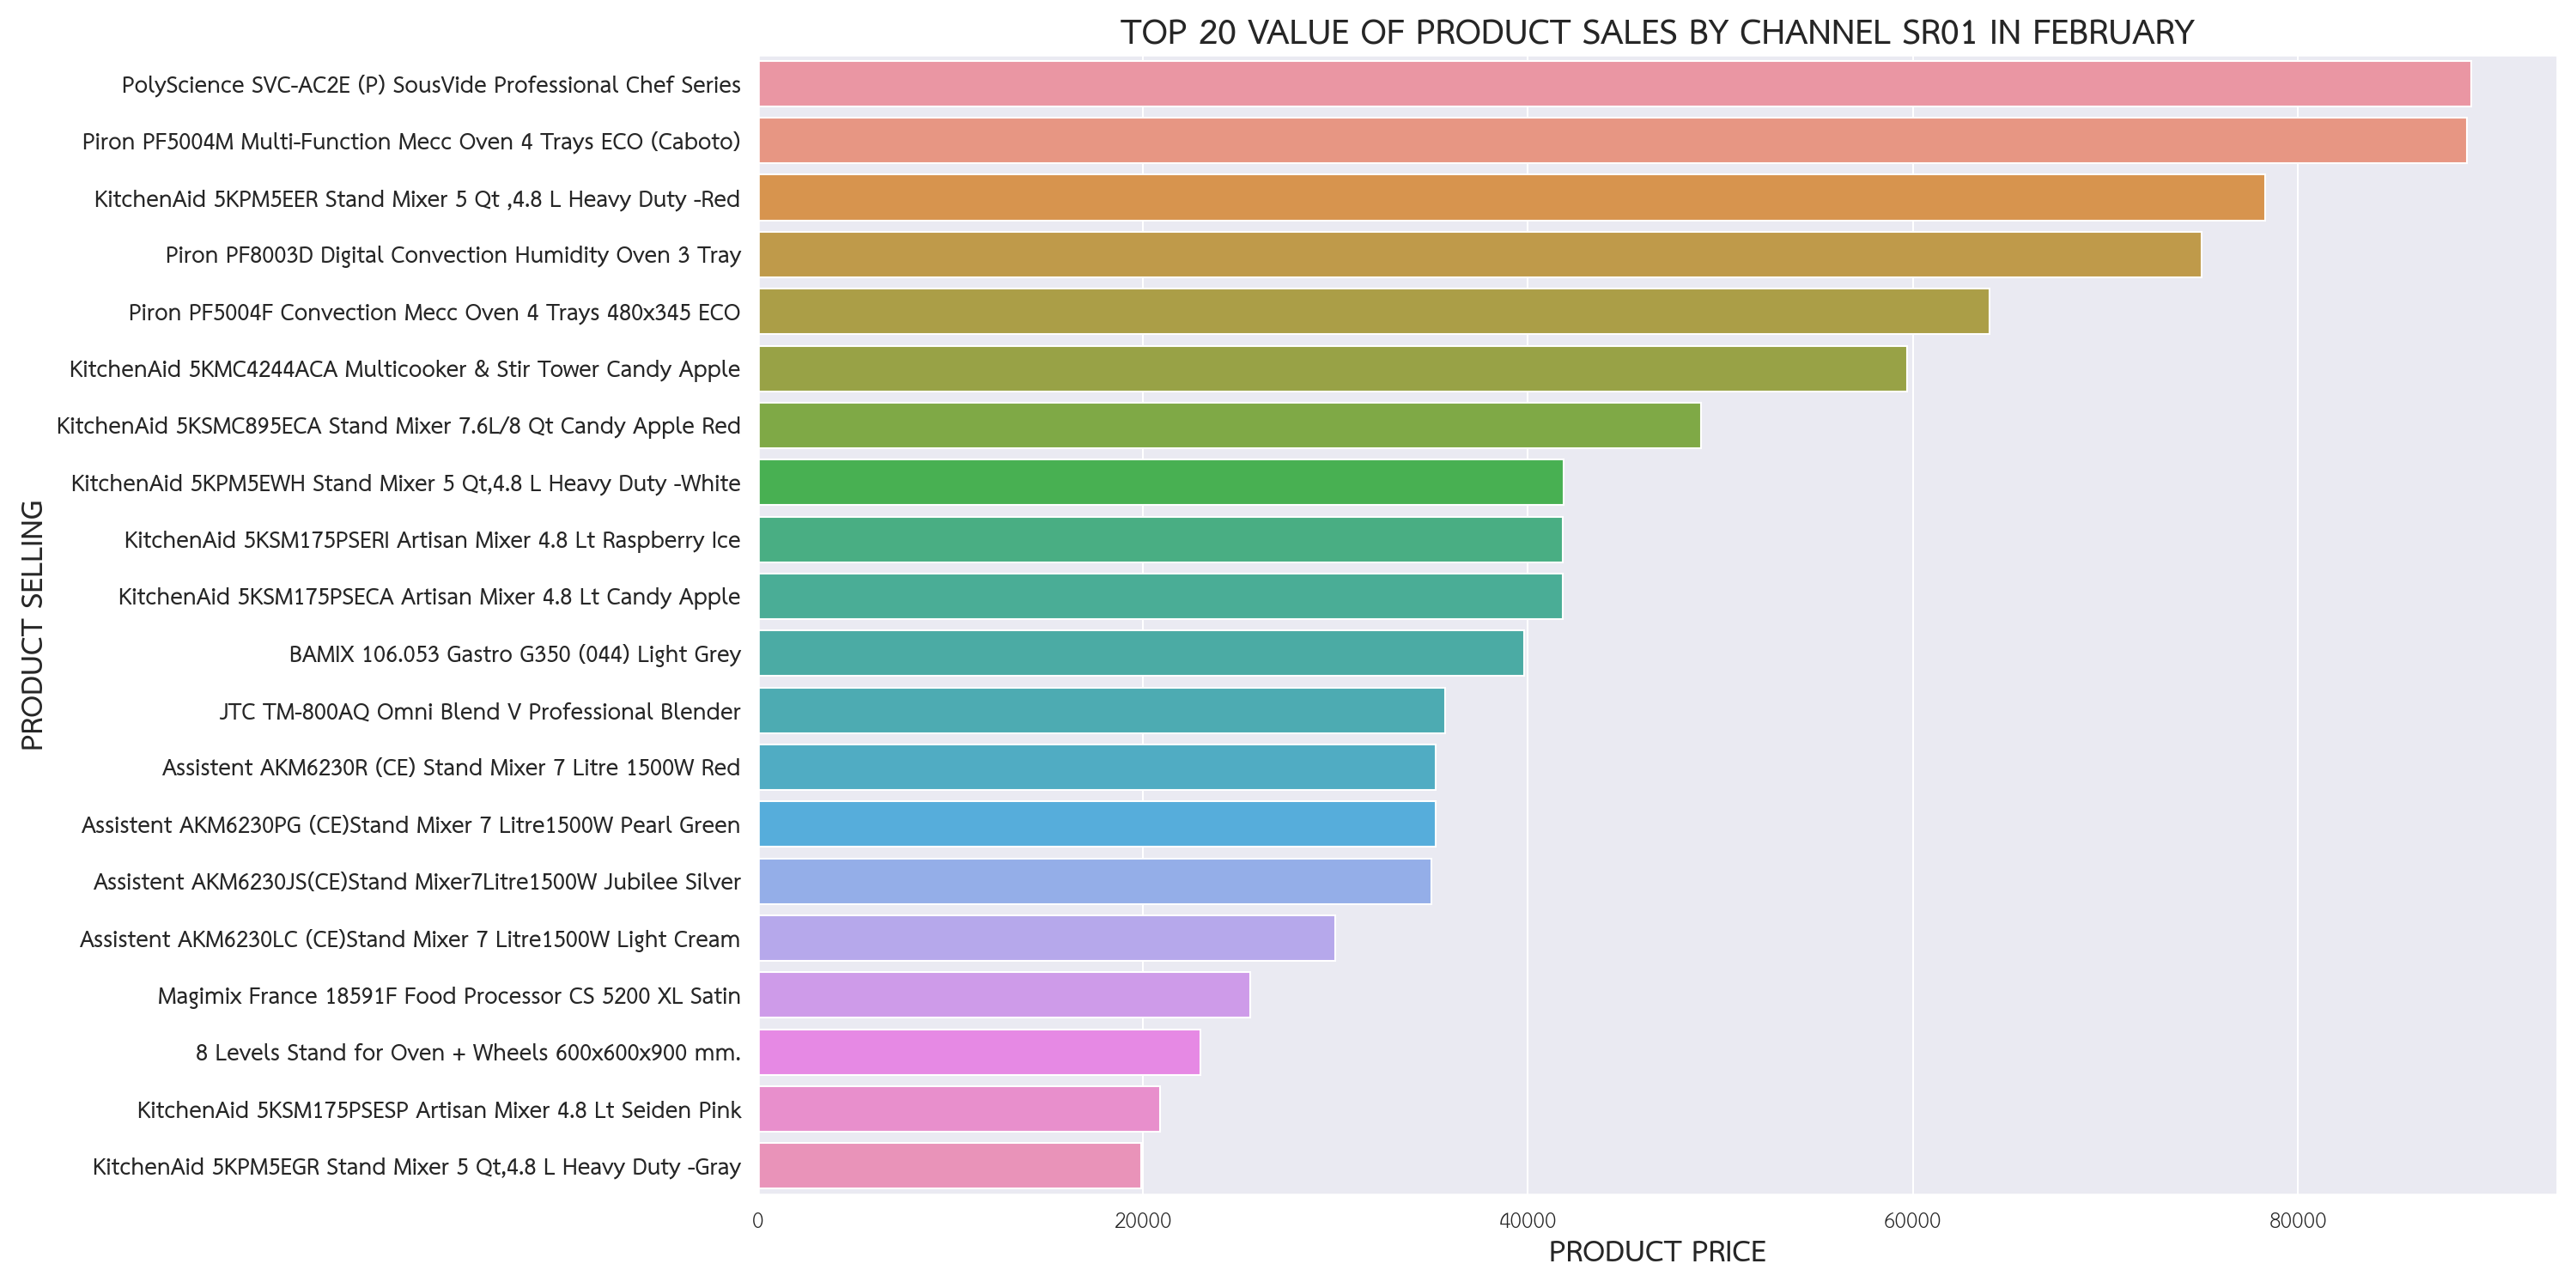 TOP 20 VALUE OF PRODUCT SALES BY CHANNEL SR01 IN FEBRUARY
PRODUCT SELLING
PolyScience SVC-AC2E (P) SousVide Professional Chef Series
Piron PF5004M Multi-Function Mecc Oven 4 Trays ECO (Caboto)
KitchenAid 5KPM5EER Stand Mixer 5 Qt ,4.8 L Heavy Duty -Red
Piron PF8003D Digital Convection Humidity Oven 3 Tray
Piron PF5004F Convection Mecc Oven 4 Trays 480x345 ECO
KitchenAid 5KMC4244ACA Multicooker & Stir Tower Candy Apple
KitchenAid 5KSMC895ECA Stand Mixer 7.6L/8 Qt Candy Apple Red
KitchenAid 5KPM5EWH Stand Mixer 5 Qt,4.8 L Heavy Duty -White
KitchenAid 5KSM175PSERI Artisan Mixer 4.8 Lt Raspberry Ice
KitchenAid 5KSM175PSECA Artisan Mixer 4.8 Lt Candy Apple
BAMIX 106.053 Gastro G350 (044) Light Grey
JTC TM-800AQ Omni Blend V Professional Blender
Assistent AKM6230R (CE) Stand Mixer 7 Litre 1500W Red
Assistent AKM6230PG (CE)Stand Mixer 7 Litre1500W Pearl Green
Assistent AKM6230JS(CE)Stand Mixer7Litre1500W Jubilee Silver
Assistent AKM6230LC (CE)Stand Mixer 7 Litre1500W Light Cream
Magimix France 18591F Food Processor CS 5200 XL Satin
8 Levels Stand for Oven + Wheels 600x600x900 mm.
KitchenAid 5KSM175PSESP Artisan Mixer 4.8 Lt Seiden Pink
KitchenAid 5KPM5EGR Stand Mixer 5 Qt,4.8 L Heavy Duty -Gray
0 20000 40000 60000 80000
PRODUCT PRICE